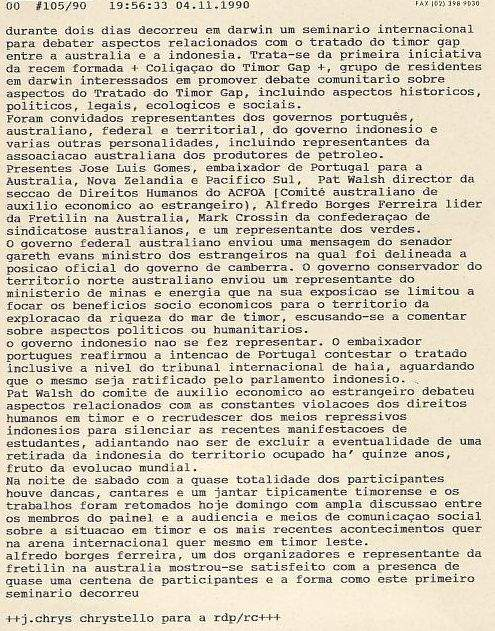 00  #105/90   19:56:33 04.11.1990   FAX (02) 398 9030
durante dois dias decorreu em darwin um seminario internacional
para debater aspectos relacionados com o tratado do timor gap
entre a australia e a indonesia. Trata-se da primeira iniciativa
da recem formada + Coligaçao do Timor Gap +, grupo de residentes
em darwin interessados em promover debate comunitario sobre
aspectos do Tratado do Timor Gap, incluindo aspectos historicos,
politicos, legais, ecologicos e sociais.
Foram convidados representantes dos governos português,
australiano, federal e territorial, do governo indonesio e
varias outras personalidades, incluindo representantes da
assoaciacao australiana dos produtores de petroleo.
Presentes Jose Luis Gomes, embaixador de Portugal para a
Australia, Nova Zelandia e Pacifico Sul,  Pat Walsh director da
seccao de Direitos Humanos do ACFOA [Comité australiano de
auxilio economico ao estrangeiro), Alfredo Borges Ferreira lider
da Fretilin na Australia, Mark Crossin da confederaçao de
sindicatose australianos, e um representante dos verdes.
O governo federal australiano enviou uma mensagem do senador
gareth evans ministro dos estrangeiros na qual foi delineada a
posicao oficial do governo de camberra. O governo conservador do
territorio norte australiano enviou um representante do
ministerio de minas e energia que na sua exposicao se limitou a
focar os beneficios socio economicos para o territorio da
exploracao da riqueza do mar de timor, escusando-se a comentar
sobre aspectos politicos ou humanitarios.
o governo indonesio nao se fez representar. O embaixador
portugues reafirmou a intencao de Portugal contestar o tratado
inclusive a nivel do tribunal internacional de haia, aguardando
que o mesmo seja ratificado pelo parlamento indonesio.
Pat Walsh do comite de auxilio economico ao estrangeiro debateu
aspectos relacionados com as constantes violacoes dos direitos
humanos em timor e o recrudescer dos meios repressivos
indonesios para silenciar as recentes manifestacoes de
estudantes, adiantando nao ser de excluir a eventualidade de uma
retirada da indonesia do territorio ocupado ha' quinze anos,
fruto da evolucao mundial.
Na noite de sabado com a quase totalidade dos participantes
houve dancas, cantares e um jantar tipicamente timorense e os
trabalhos foram retomados hoje domingo com ampla discussao entre
os membros do painel e a audiencia e meios de comunicaçao social
sobre a situacao em timor e os mais recentes acontecimentos quer
na arena internacional quer mesmo em timor leste.
alfredo borges ferreira, um dos organizadores e representante da
fretilin na australia mostrou-se satisfeito com a presenca de
quase uma centena de participantes e a forma como este primeiro
seminario decorreu
++j.chrys chrystello para a rdp/rc+++